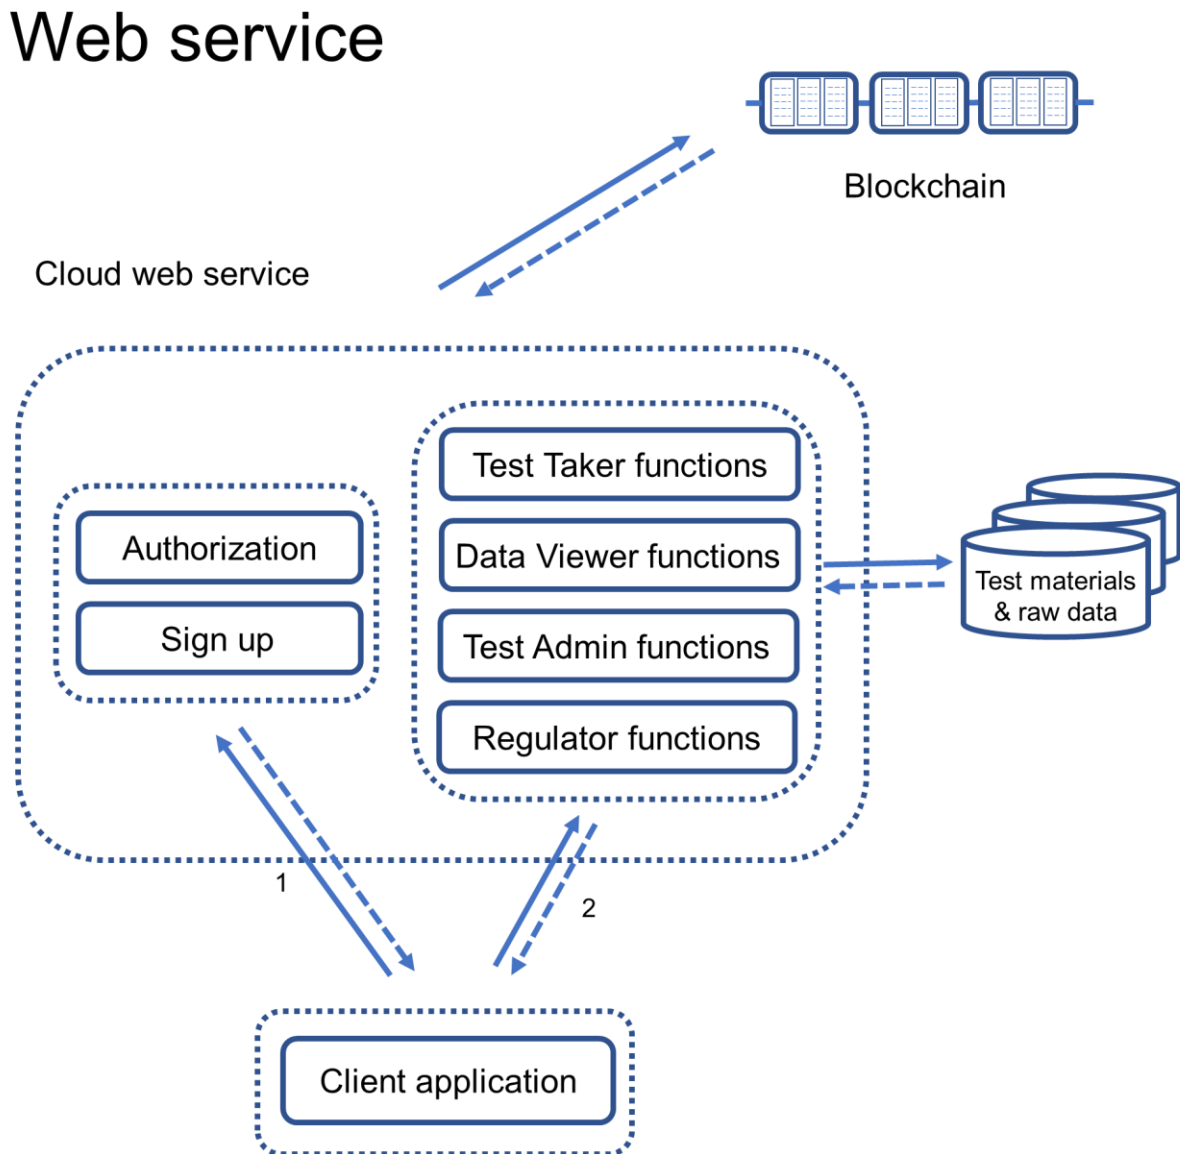 Web service
Blockchain
Cloud web service
Test Taker functions
Authorization
Data Viewer functions
Test materials
& raw data
Sign up
Test Admin functions
Regulator functions
1
2
Client application